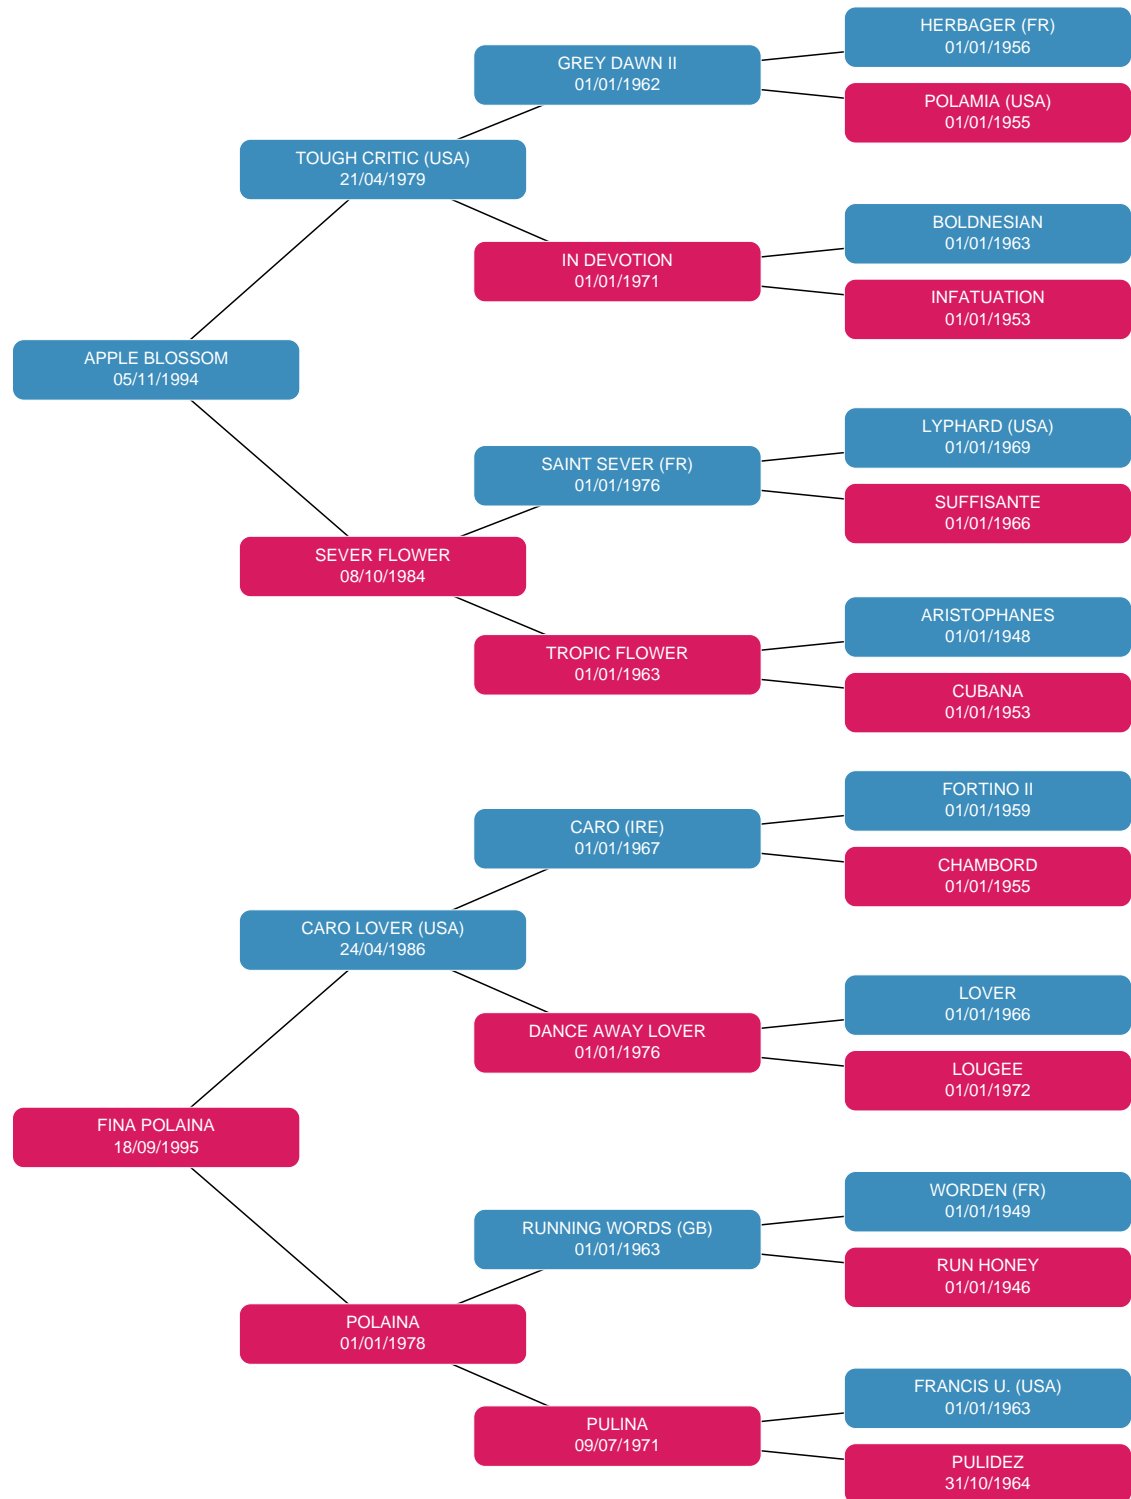 HERBAGER (FR)
01/01/1956
GREY DAWN II
01/01/1962
POLAMIA (USA)
01/01/1955
TOUGH CRITIC (USA)
21/04/1979
BOLDNESIAN
01/01/1963
IN DEVOTION
01/01/1971
INFATUATION
01/01/1953
APPLE BLOSSOM
05/11/1994
LYPHARD (USA)
01/01/1969
SAINT SEVER (FR)
01/01/1976
SUFFISANTE
01/01/1966
SEVER FLOWER
08/10/1984
ARISTOPHANES
01/01/1948
TROPIC FLOWER
01/01/1963
CUBANA
01/01/1953
FORTINO II
01/01/1959
CARO (IRE)
01/01/1967
CHAMBORD
01/01/1955
CARO LOVER (USA)
24/04/1986
LOVER
01/01/1966
DANCE AWAY LOVER
01/01/1976
LOUGEE
01/01/1972
FINA POLAINA
18/09/1995
WORDEN (FR)
01/01/1949
RUNNING WORDS (GB)
01/01/1963
RUN HONEY
01/01/1946
POLAINA
01/01/1978
FRANCIS U. (USA)
01/01/1963
PULINA
09/07/1971
PULIDEZ
31/10/1964